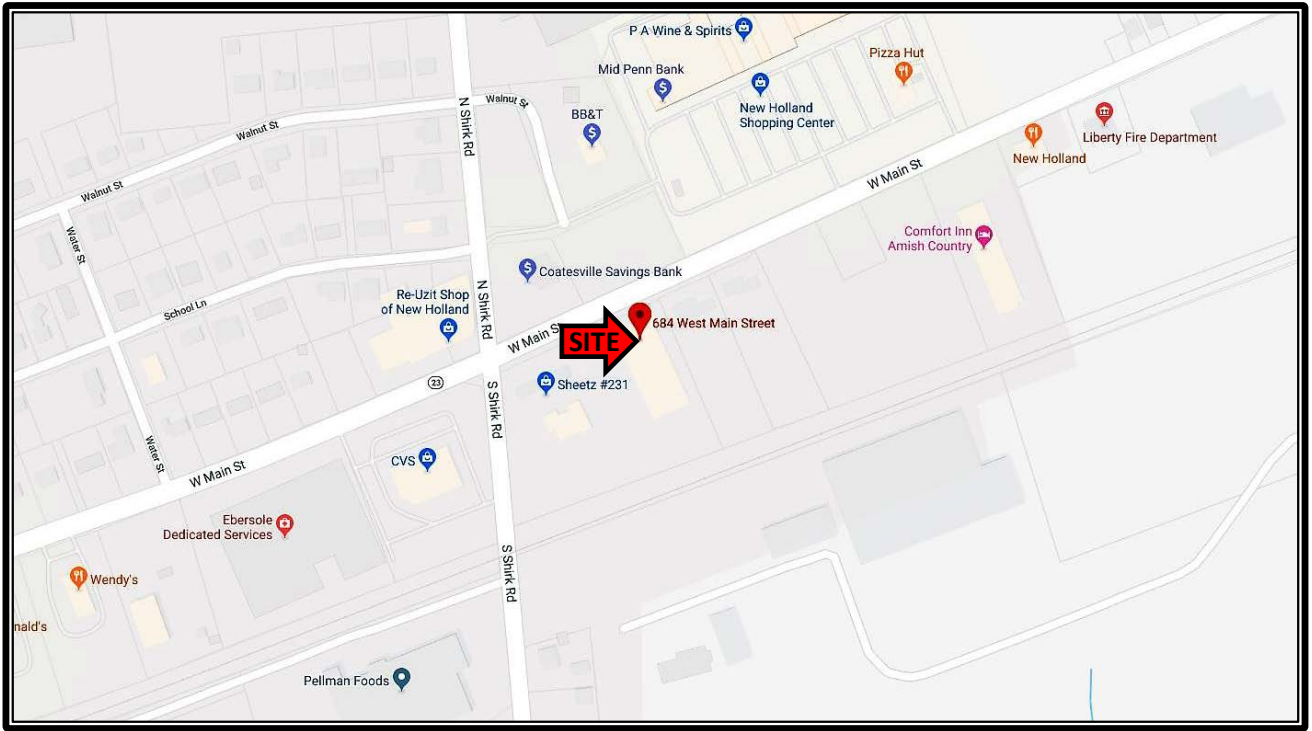 P A Wine & Spirits
Pizza Hut
Mid Penn Bank
Walnut St
N Shirk Rd
New Holland
Shopping Center
BB&T
Liberty Fire Department
Walnut St
New Holland
W Main St
Walnut St
Water St
Comfort Inn
Amish Country
Coatesville Savings Bank
Re-Uzit Shop
of New Holland
N Shirk Rd
School Ln
684 West Main Street
W Main S
SITE
23
Sheetz #231
S Shirk Rd
Water St
CVS
W Main St
Ebersole
Dedicated Services
S Shirk Rd
Wendy's
nald's
Pellman Foods